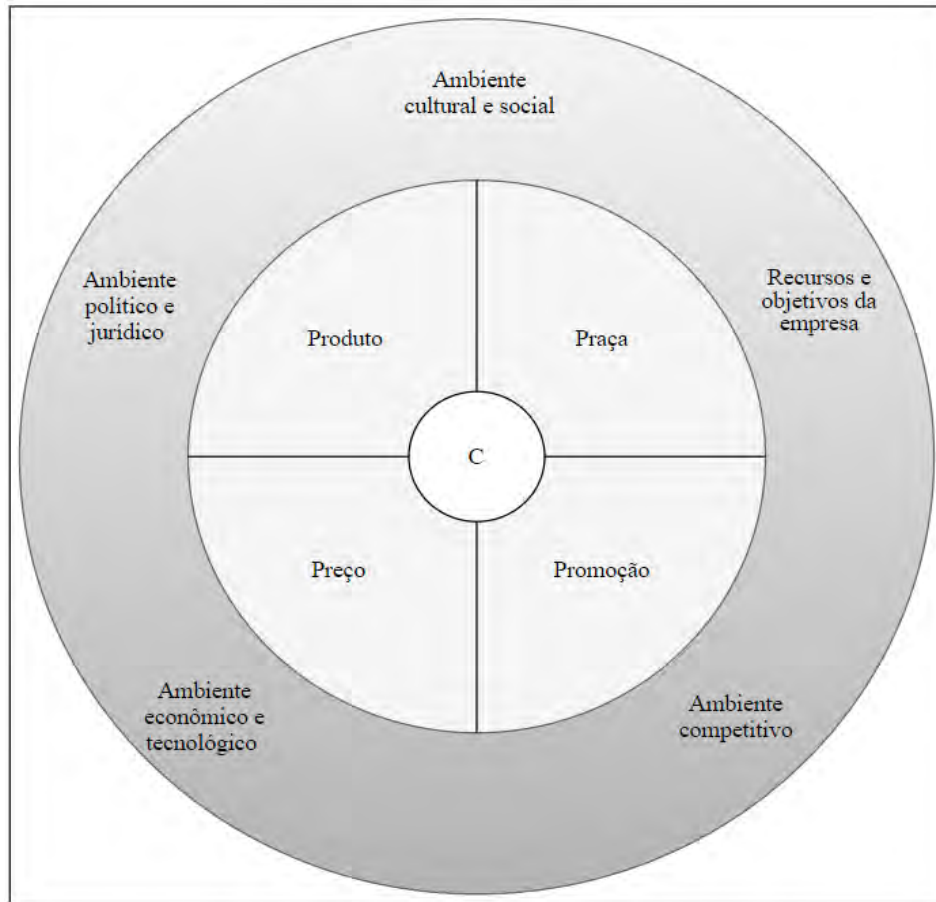 Ambiente
cultural e social
Ambiente
político e
jurídico
Recursos e
objetivos da
empresa
Produto
Praça
C
Preço
Promoção
Ambiente
econômico e
tecnológico
Ambiente
competitivo